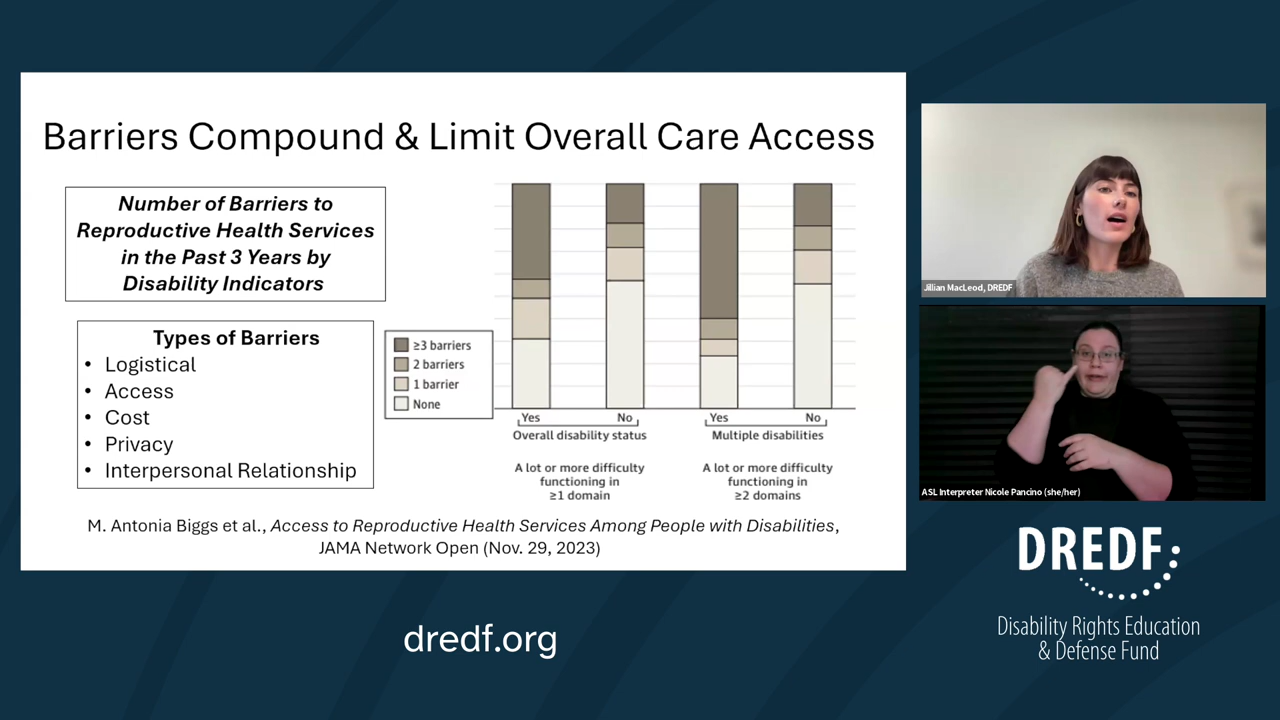 Barriers Compound & Limit Overall Care Access
Number of Barriers to
Reproductive Health Services
in the Past 3 Years by
Disability Indicators
Types of Barriers
• Logistical
• Access
• Cost
• Privacy
• Interpersonal Relationship
≥3 barriers
2 barriers
1 barrier
None
Yes No Yes No
Overall disability status Multiple disabilities
A lot or more difficulty
functioning in
≥1 domain
A lot or more difficulty
functioning in
≥2 domains
M. Antonia Biggs et al., Access to Reproductive Health Services Among People with Disabilities,
JAMA Network Open (Nov. 29, 2023)
Jillian MacLeod, DREDF
ASL Interpreter Nicole Pancino (she/her)
DREDF
Disability Rights Education
& Defense Fund
dredf.org